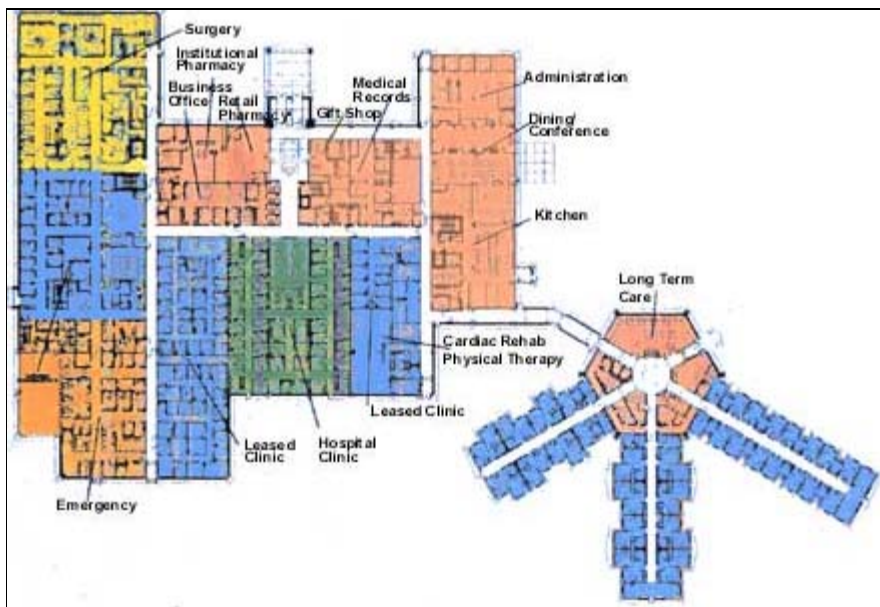 Surgery
Institutional
Pharmacy
Business
Office
Retail
Pharmacy
Gift Shop
Medical
Records
Administration
Dining/
Conference
Kitchen
Long Term
Care
Cardiac Rehab
Physical Therapy
Leased Clinic
Leased
Clinic
Hospital
Clinic
Emergency